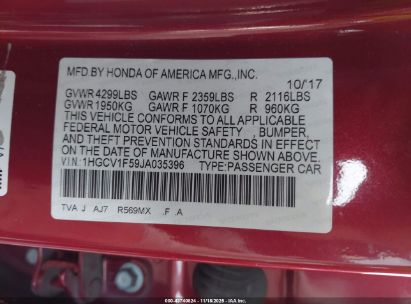 MFD BY HONDA OF AMERICA MFG.,INC.
10/17
GVWR 4299LBS GAWR F 2359LBS R 2116LBS
GVWR 1950KG GAWR F 1070KG R 960KG
THIS VEHICLE CONFORMS TO ALL APPLICABLE
FEDERAL MOTOR VEHICLE SAFETY , BUMPER,
AND THEFT PREVENTION STANDARDS IN EFFECT
ON THE DATE OF MANUFACTURE SHOWN ABOVE.
VIN: 1HGCV1F59JA035396 TYPE:PASSENGER CAR
TVA J AJ7 R569MX .F .A